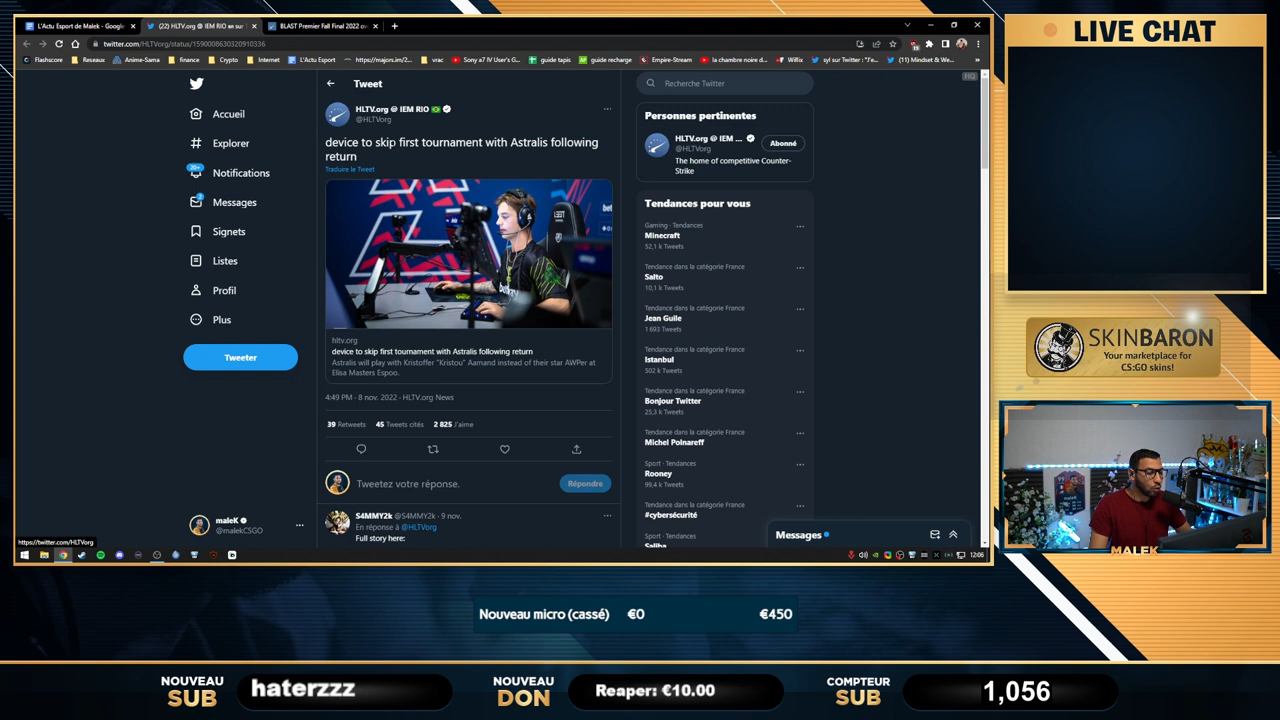 L'Actu Esport de Malek - Google
(22) HLTV.org @ IEM RIO en sur
BLAST Premier Fall Final 2022 ov
twitter.com/HLTVorg/status/1590008630320910336
Flashscore
Reseaux
Anime-Sama
finance
Crypto
Internet
L'Actu Esport
https://majors.im/2...
vrac
Sony a7 IV User's G...
guide tapis
guide recharge
Empire-Stream
la chambre noire d...
Willix
syl sur Twitter : "J'e...
(11) Mindset & We...
HQ
Tweet
Recherche Twitter
Accueil
Explorer
20+
Notifications
2
Messages
Signets
Listes
Profil
Plus
Tweeter
maleK
@malekCSGO
https://twitter.com/HLTVorg
HLTV.org @ IEM RIO
@HLTVorg
device to skip first tournament with Astralis following
return
Traduire le Tweet
hltv.org
device to skip first tournament with Astralis following return
Astralis will play with Kristoffer "Kristou" Aamand instead of their star AWPer at
Elisa Masters Espoo.
4:49 PM · 8 nov. 2022 · HLTV.org News
39 Retweets
45 Tweets cités
2 825 J'aime
Tweetez votre réponse.
Répondre
S4MMY2k @S4MMY2k · 9 nov.
En réponse à @HLTVorg
Full story here:
Personnes pertinentes
HLTV.org @ IEM ...
@HLTVorg
Abonné
The home of competitive Counter-
Strike
Tendances pour vous
Gaming · Tendances
Minecraft
52,1 k Tweets
Tendance dans la catégorie France
Salto
10,1 k Tweets
Tendance dans la catégorie France
Jean Guile
1 693 Tweets
Tendance dans la catégorie France
Istanbul
502 k Tweets
Tendance dans la catégorie France
Bonjour Twitter
25,3 k Tweets
Tendance dans la catégorie France
Michel Polnareff
Sport · Tendances
Rooney
99,4 k Tweets
Tendance dans la catégorie France
#cybersécurité
Sport · Tendances
Messages
12:06
LIVE CHAT
SKINBARON
Your marketplace for
CS:GO skins!
MALEK
Nouveau micro (cassé) €0 €450
NOUVEAU
SUB
haterzzz
NOUVEAU
DON
Reaper: €10.00
COMPTEUR
SUB
1,056